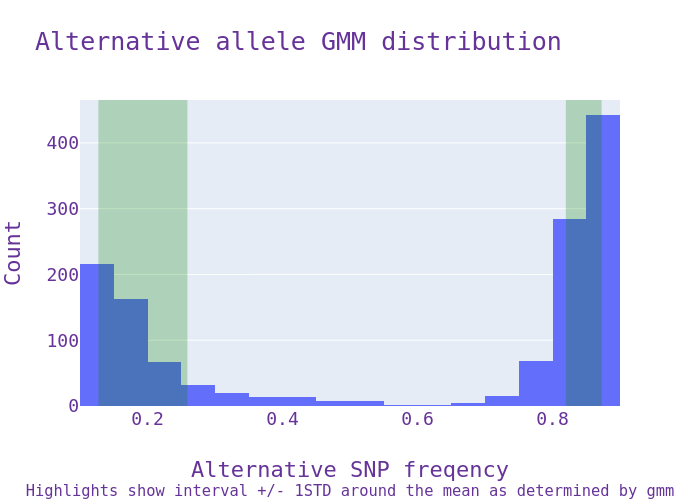 Alternative allele GMM distribution
Count
400
300
200
100
0
0.2
0.4
0.6
0.8
Alternative SNP freqency
Highlights show interval +/- 1STD around the mean as determined by gmm